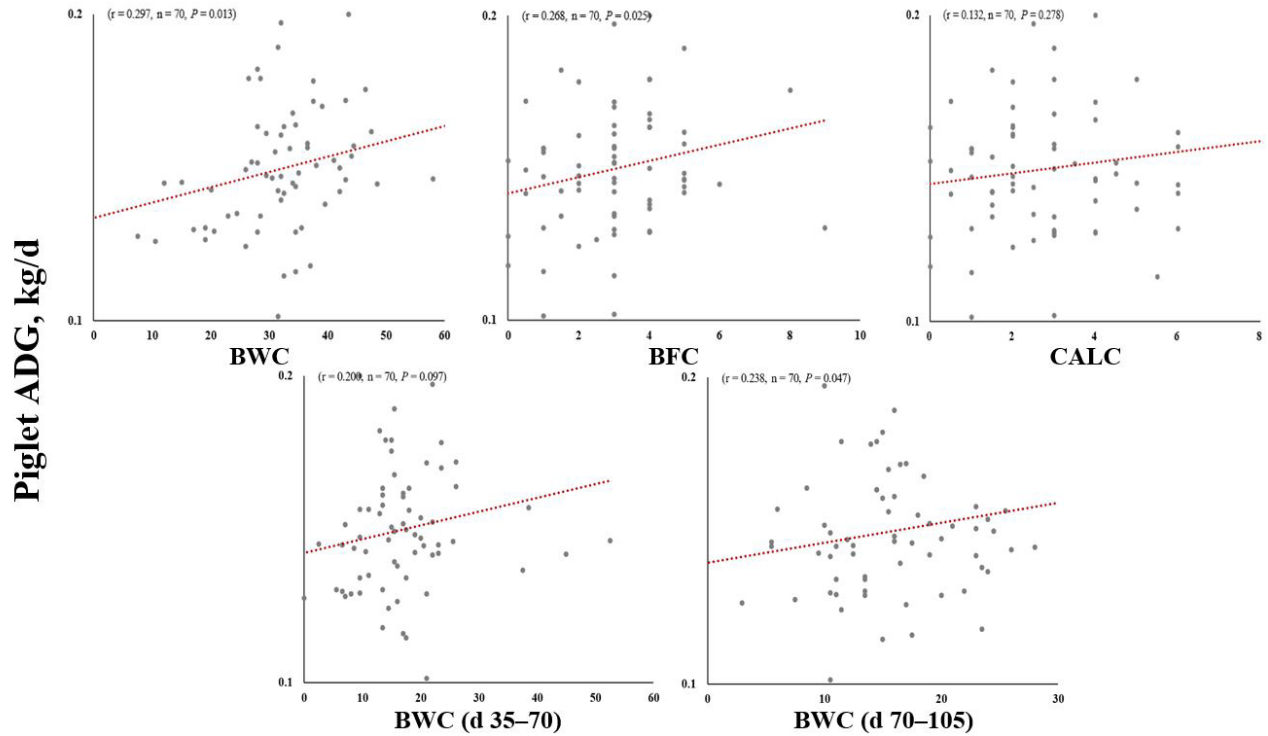 Piglet ADG, kg/d
0.2
(r = 0.297, n = 70, P = 0.013)
0.1
0 10 20 30 40 50 60
BWC
0.2
(r = 0.268, n = 70, P = 0.025)
0.1
0 2 4 6 8 10
BFC
0.2
(r = 0.132, n = 70, P = 0.278)
0.1
0 2 4 6 8
CALC
0.2
(r = 0.200, n = 70, P = 0.097)
0.1
0 10 20 30 40 50 60
BWC (d 35–70)
0.2
(r = 0.238, n = 70, P = 0.047)
0.1
0 10 20 30
BWC (d 70–105)